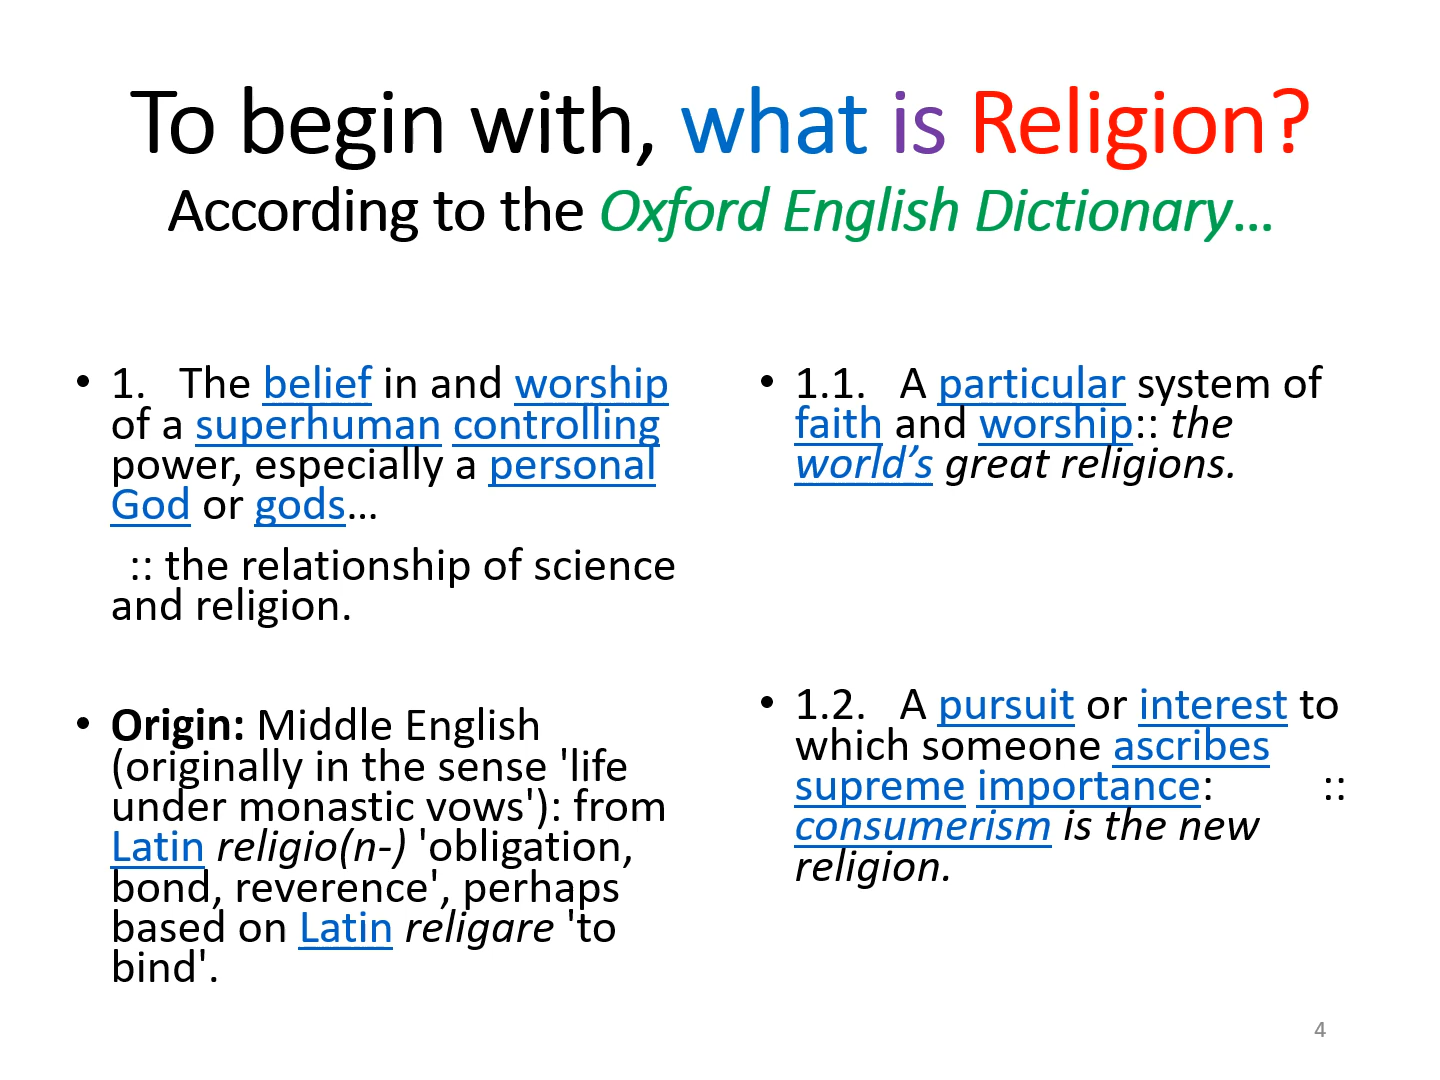 To begin with, what is Religion?
According to the Oxford English Dictionary…
• 1.   The belief in and worship
of a superhuman controlling
power, especially a personal
God or gods…
:: the relationship of science
and religion.
• Origin: Middle English
(originally in the sense 'life
under monastic vows'): from
Latin religio(n-) 'obligation,
bond, reverence', perhaps
based on Latin religare 'to
bind'.
• 1.1.   A particular system of
faith and worship:: the
world’s great religions.
• 1.2.   A pursuit or interest to
which someone ascribes
supreme importance:          ::
consumerism is the new
religion.
4